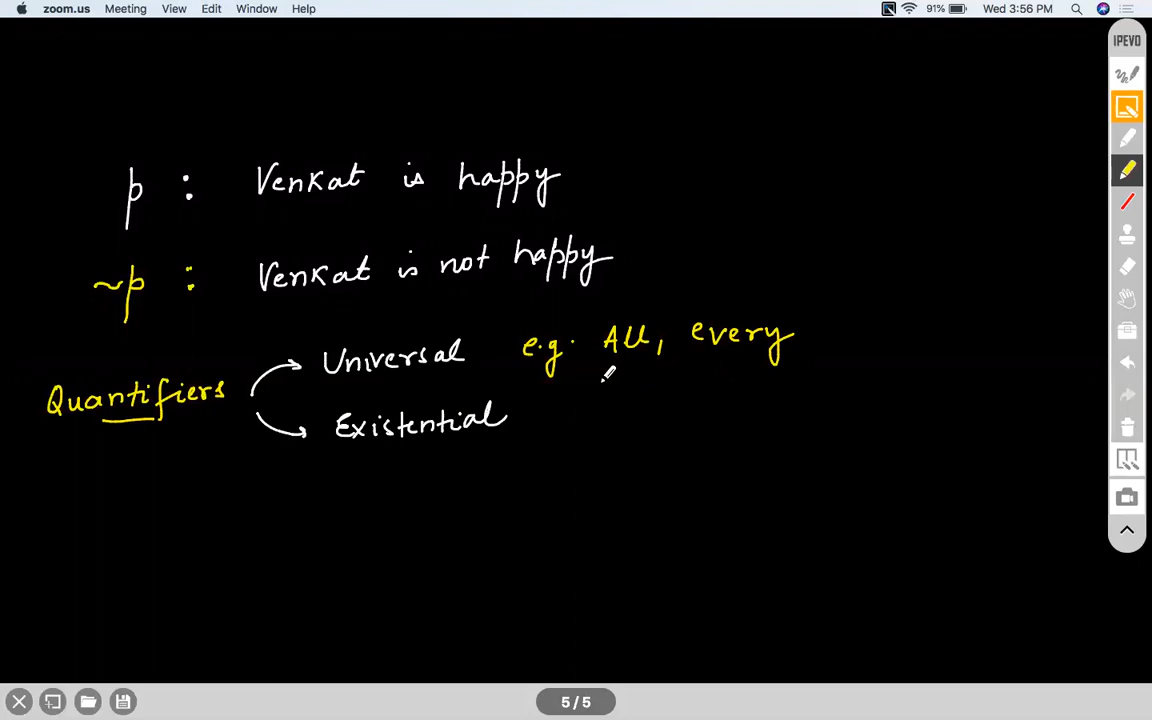 zoom.us Meeting View Edit Window Help 91% Wed 3:56 PM
IPEVO
p : Venkat is happy
~p : Venkat is not happy
Universal e.g. All, every
Quantifiers
Existential
5/5